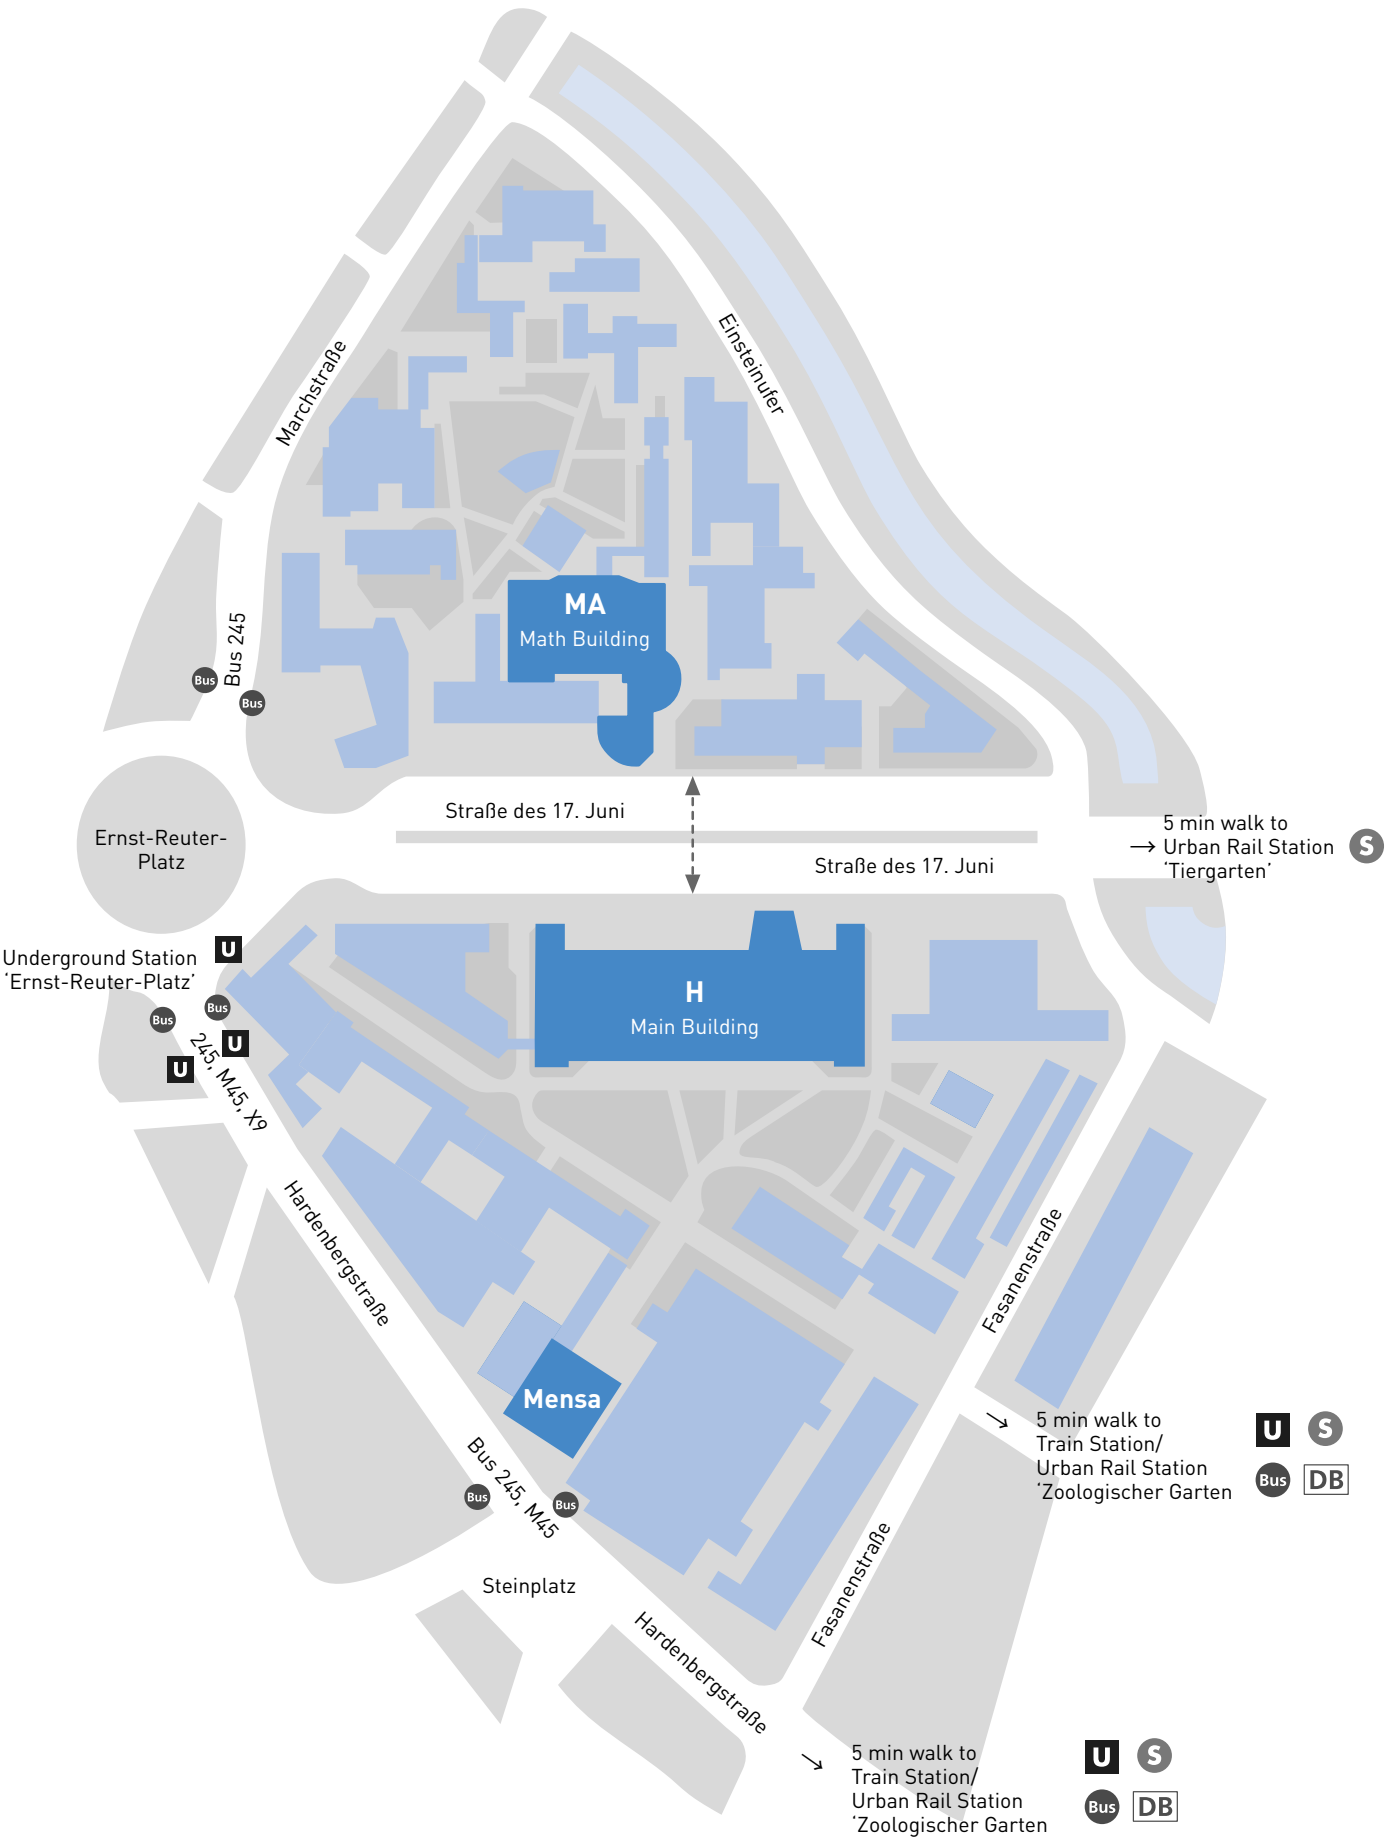 Marchstraße
Einsteinufer
MA
Math Building
Bus 245
Bus
Bus
Straße des 17. Juni
Ernst-Reuter-
Platz
Straße des 17. Juni
5 min walk to
→ Urban Rail Station
'Tiergarten'
S
U
Underground Station
'Ernst-Reuter-Platz'
H
Main Building
Bus
Bus
U
U
245, M45, X9
Hardenbergstraße
Fasanenstraße
Mensa
→
5 min walk to
Train Station/
Urban Rail Station
'Zoologischer Garten
U S
Bus DB
Bus 245, M45
Bus
Bus
Steinplatz
Fasanenstraße
Hardenbergstraße
→
5 min walk to
Train Station/
Urban Rail Station
'Zoologischer Garten
U S
Bus DB